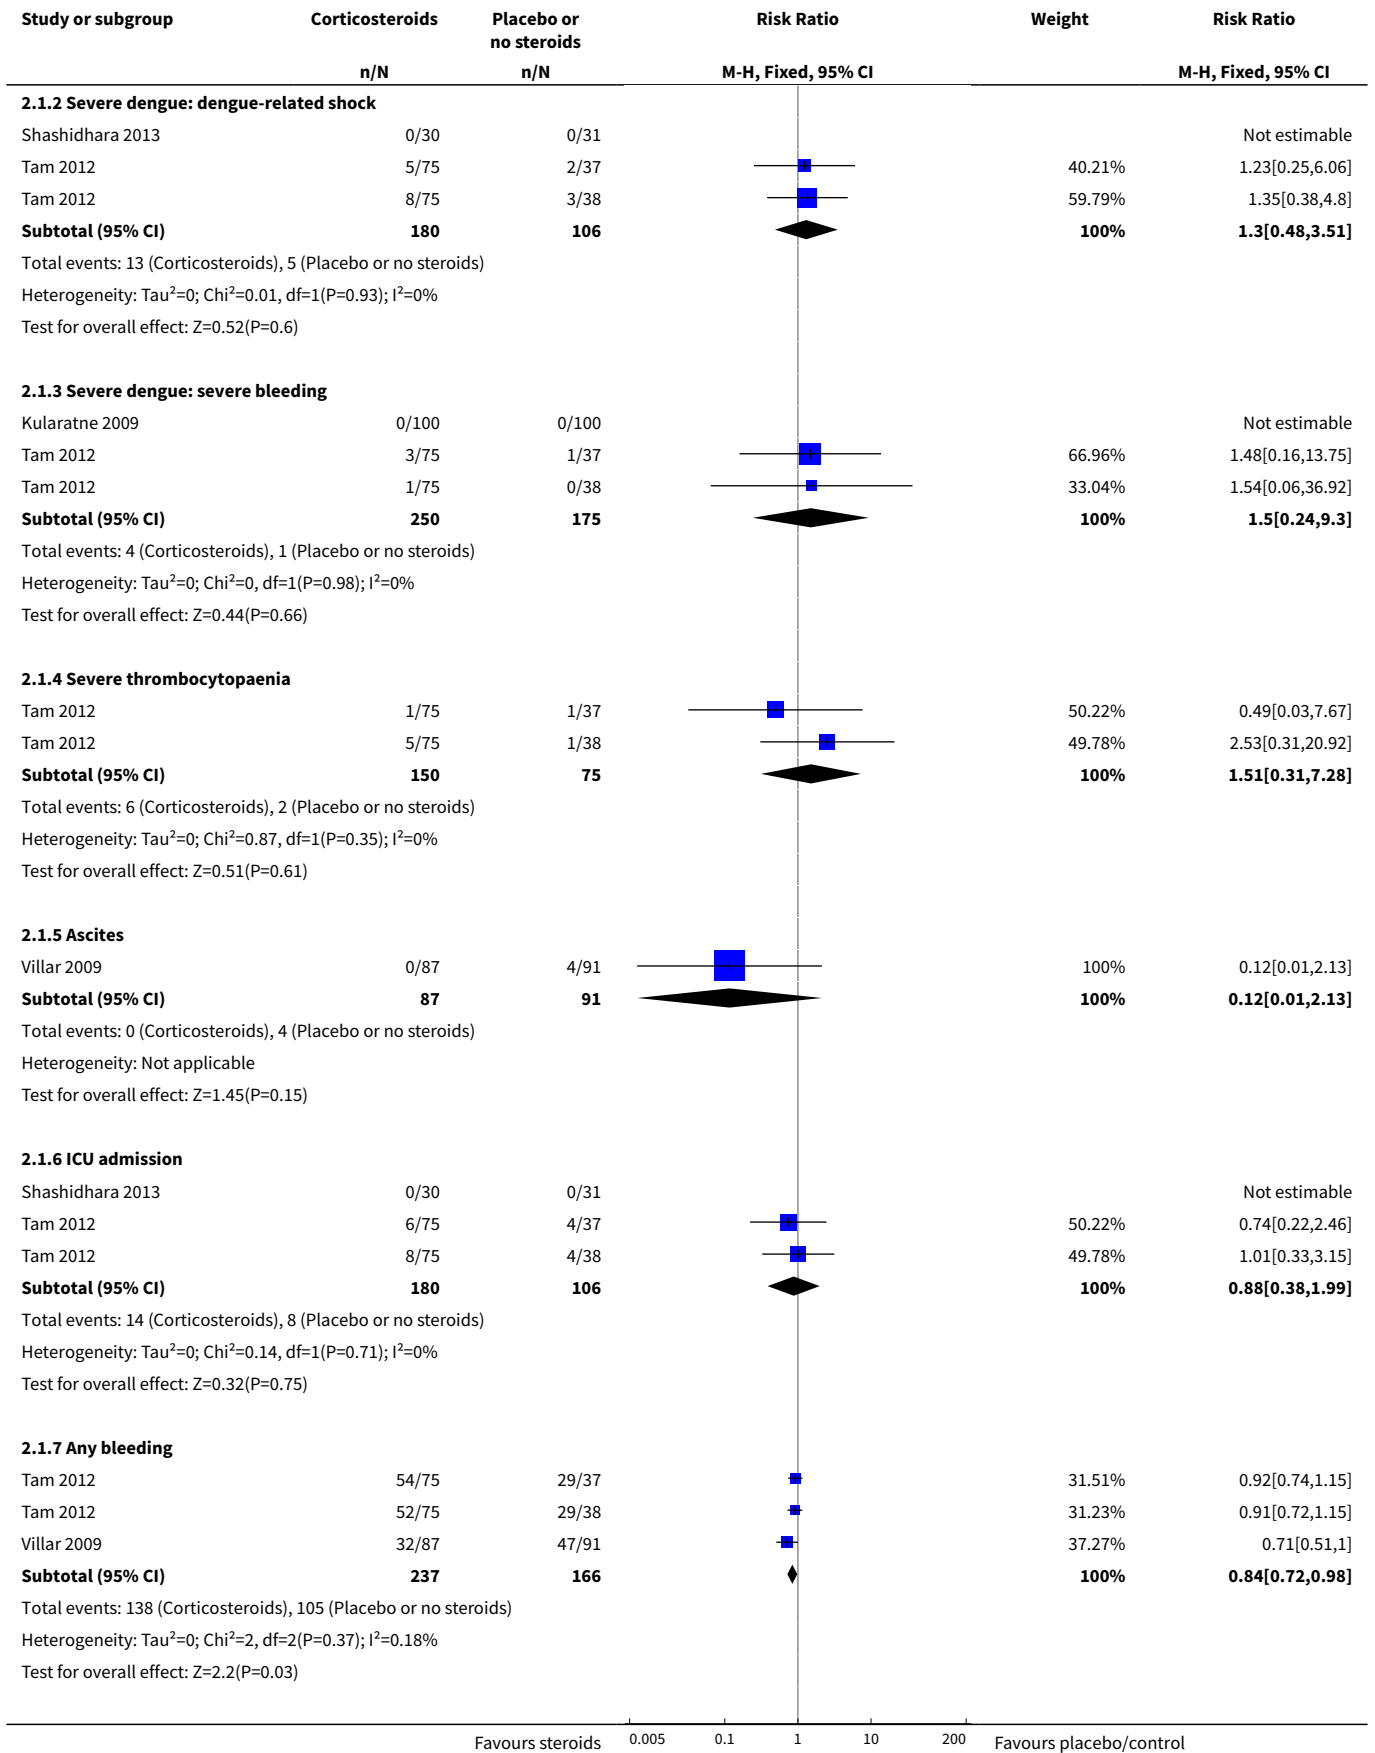 Study or subgroup Corticosteroids Placebo or no steroids Risk Ratio Weight Risk Ratio
n/N n/N M-H, Fixed, 95% CI M-H, Fixed, 95% CI
2.1.2 Severe dengue: dengue-related shock
Shashidhara 2013 0/30 0/31 Not estimable
Tam 2012 5/75 2/37 40.21% 1.23[0.25,6.06]
Tam 2012 8/75 3/38 59.79% 1.35[0.38,4.8]
Subtotal (95% CI) 180 106 100% 1.3[0.48,3.51]
Total events: 13 (Corticosteroids), 5 (Placebo or no steroids)
Heterogeneity: Tau²=0; Chi²=0.01, df=1(P=0.93); I²=0%
Test for overall effect: Z=0.52(P=0.6)
2.1.3 Severe dengue: severe bleeding
Kularatne 2009 0/100 0/100 Not estimable
Tam 2012 3/75 1/37 66.96% 1.48[0.16,13.75]
Tam 2012 1/75 0/38 33.04% 1.54[0.06,36.92]
Subtotal (95% CI) 250 175 100% 1.5[0.24,9.3]
Total events: 4 (Corticosteroids), 1 (Placebo or no steroids)
Heterogeneity: Tau²=0; Chi²=0, df=1(P=0.98); I²=0%
Test for overall effect: Z=0.44(P=0.66)
2.1.4 Severe thrombocytopaenia
Tam 2012 1/75 1/37 50.22% 0.49[0.03,7.67]
Tam 2012 5/75 1/38 49.78% 2.53[0.31,20.92]
Subtotal (95% CI) 150 75 100% 1.51[0.31,7.28]
Total events: 6 (Corticosteroids), 2 (Placebo or no steroids)
Heterogeneity: Tau²=0; Chi²=0.87, df=1(P=0.35); I²=0%
Test for overall effect: Z=0.51(P=0.61)
2.1.5 Ascites
Villar 2009 0/87 4/91 100% 0.12[0.01,2.13]
Subtotal (95% CI) 87 91 100% 0.12[0.01,2.13]
Total events: 0 (Corticosteroids), 4 (Placebo or no steroids)
Heterogeneity: Not applicable
Test for overall effect: Z=1.45(P=0.15)
2.1.6 ICU admission
Shashidhara 2013 0/30 0/31 Not estimable
Tam 2012 6/75 4/37 50.22% 0.74[0.22,2.46]
Tam 2012 8/75 4/38 49.78% 1.01[0.33,3.15]
Subtotal (95% CI) 180 106 100% 0.88[0.38,1.99]
Total events: 14 (Corticosteroids), 8 (Placebo or no steroids)
Heterogeneity: Tau²=0; Chi²=0.14, df=1(P=0.71); I²=0%
Test for overall effect: Z=0.32(P=0.75)
2.1.7 Any bleeding
Tam 2012 54/75 29/37 31.51% 0.92[0.74,1.15]
Tam 2012 52/75 29/38 31.23% 0.91[0.72,1.15]
Villar 2009 32/87 47/91 37.27% 0.71[0.51,1]
Subtotal (95% CI) 237 166 100% 0.84[0.72,0.98]
Total events: 138 (Corticosteroids), 105 (Placebo or no steroids)
Heterogeneity: Tau²=0; Chi²=2, df=2(P=0.37); I²=0.18%
Test for overall effect: Z=2.2(P=0.03)
Favours steroids 0.005 0.1 1 10 200 Favours placebo/control